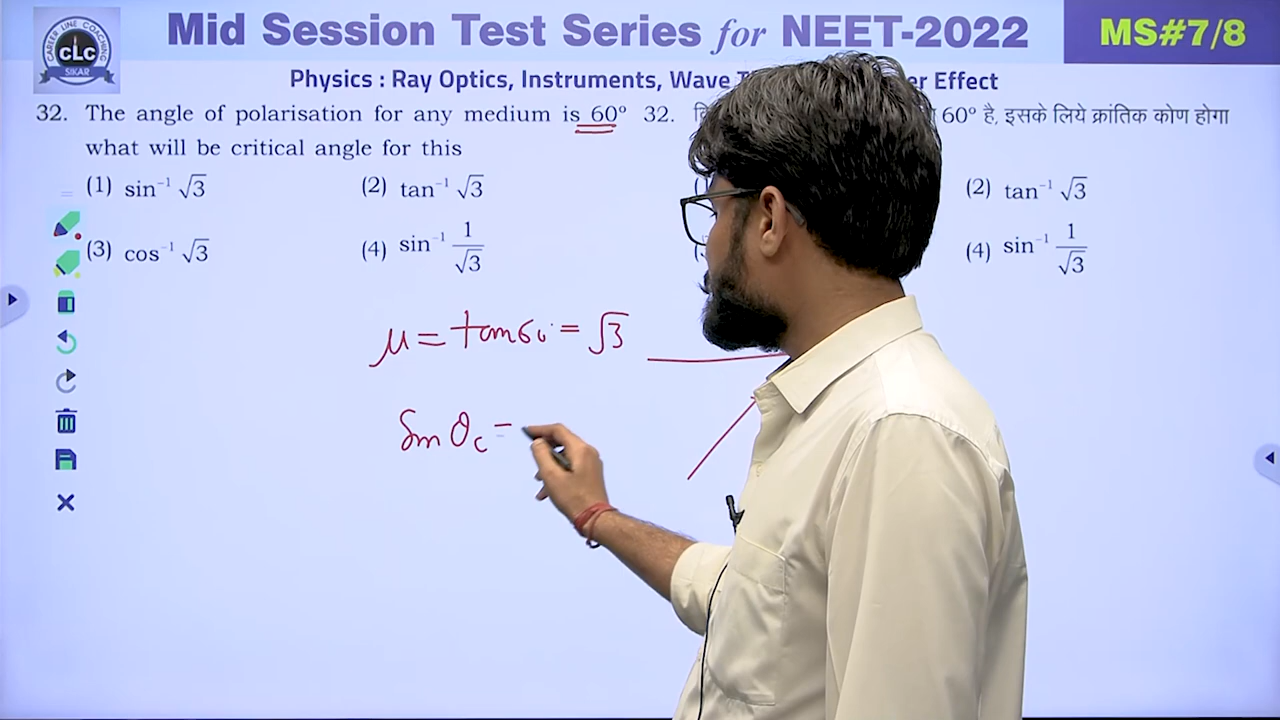 CAREER LINE COACHING
CLC
SIKAR
Mid Session Test Series for NEET-2022
MS#7/8
Physics : Ray Optics, Instruments, Wave er Effect
32. The angle of polarisation for any medium is 60°
what will be critical angle for this
(1) sin⁻¹ √3
(2) tan⁻¹ √3
(3) cos⁻¹ √3
(4) sin⁻¹ 1/√3
32. 60° है, इसके लिये क्रांतिक कोण होगा
(2) tan⁻¹ √3
(4) sin⁻¹ 1/√3
μ = tan60° = √3
Sin θc =